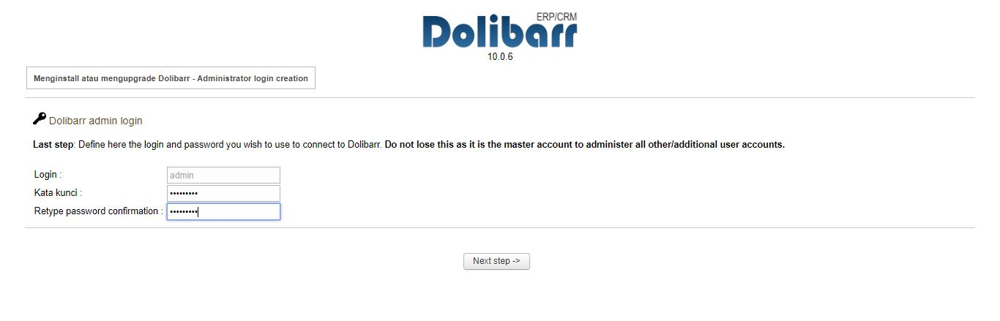 ERP/CRM
Dolibarr
10.0.6
Menginstall atau mengupgrade Dolibarr - Administrator login creation
Dolibarr admin login
Last step: Define here the login and password you wish to use to connect to Dolibarr. Do not lose this as it is the master account to administer all other/additional user accounts.
Login : admin
Kata kunci : •••••••••
Retype password confirmation : •••••••••
Next step ->